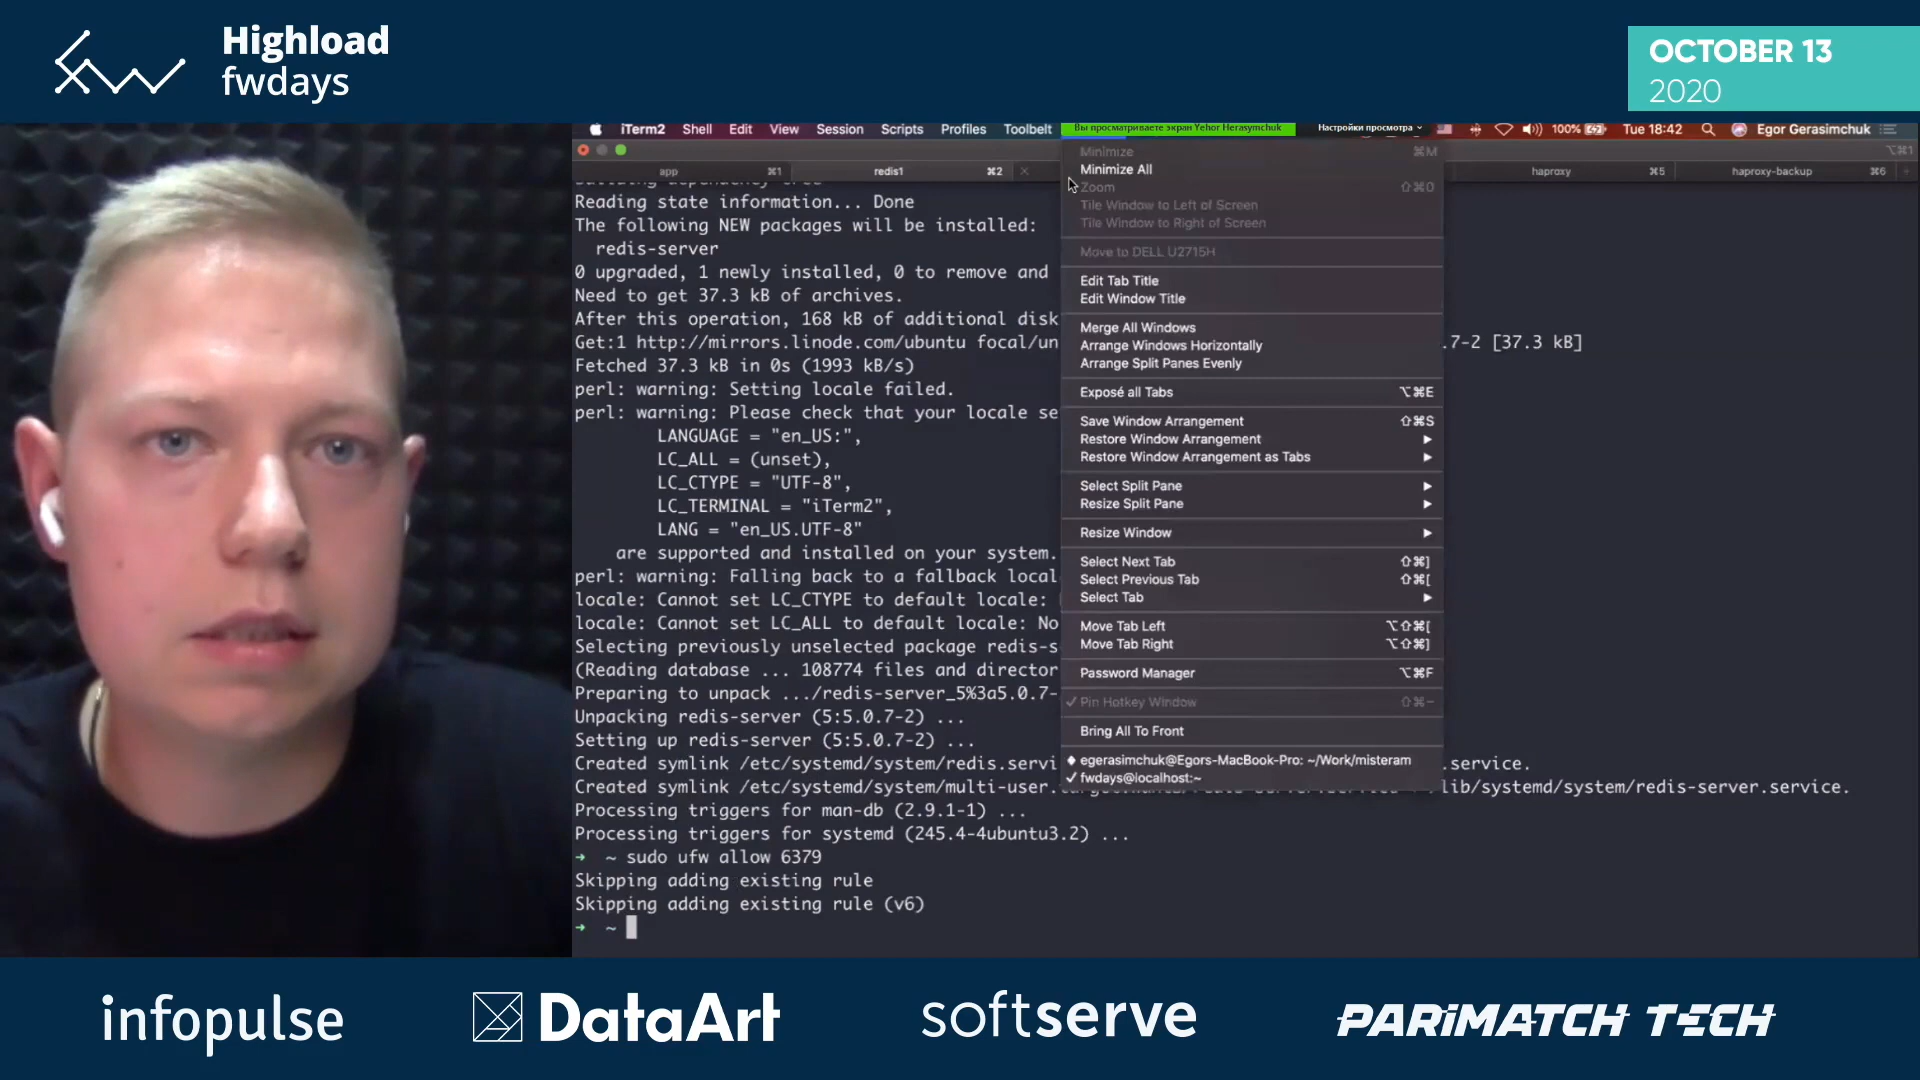 Highload
fwdays
OCTOBER 13
2020
iTerm2 Shell Edit View Session Scripts Profiles Toolbelt
Вы просматриваете экран Yehor Herasymchuk
Настройки просмотра
100% Tue 18:42 Egor Gerasimchuk
⌥⌘1
app ⌘1
redis1 ⌘2
haproxy ⌘5
haproxy-backup ⌘6
Reading state information... Done
The following NEW packages will be installed:
redis-server
0 upgraded, 1 newly installed, 0 to remove and
Need to get 37.3 kB of archives.
After this operation, 168 kB of additional disk
Get:1 http://mirrors.linode.com/ubuntu focal/un .7-2 [37.3 kB]
Fetched 37.3 kB in 0s (1993 kB/s)
perl: warning: Setting locale failed.
perl: warning: Please check that your locale se
LANGUAGE = "en_US:",
LC_ALL = (unset),
LC_CTYPE = "UTF-8",
LC_TERMINAL = "iTerm2",
LANG = "en_US.UTF-8"
are supported and installed on your system.
perl: warning: Falling back to a fallback local
locale: Cannot set LC_CTYPE to default locale:
locale: Cannot set LC_ALL to default locale: No
Selecting previously unselected package redis-s
(Reading database ... 108774 files and director
Preparing to unpack .../redis-server_5%3a5.0.7-
Unpacking redis-server (5:5.0.7-2) ...
Setting up redis-server (5:5.0.7-2) ...
Created symlink /etc/systemd/system/redis.servi .service.
Created symlink /etc/systemd/system/multi-user. lib/systemd/system/redis-server.service.
Processing triggers for man-db (2.9.1-1) ...
Processing triggers for systemd (245.4-4ubuntu3.2) ...
➜ ~ sudo ufw allow 6379
Skipping adding existing rule
Skipping adding existing rule (v6)
➜ ~
Minimize ⌘M
Minimize All
Zoom ⇧⌘0
Tile Window to Left of Screen
Tile Window to Right of Screen
Move to DELL U2715H
Edit Tab Title
Edit Window Title
Merge All Windows
Arrange Windows Horizontally
Arrange Split Panes Evenly
Exposé all Tabs ⌥⌘E
Save Window Arrangement ⇧⌘S
Restore Window Arrangement
Restore Window Arrangement as Tabs
Select Split Pane
Resize Split Pane
Resize Window
Select Next Tab ⇧⌘]
Select Previous Tab ⇧⌘[
Select Tab
Move Tab Left ⌥⇧⌘[
Move Tab Right ⌥⇧⌘]
Password Manager ⌥⌘F
✓ Pin Hotkey Window ⇧⌘-
Bring All To Front
♦ egerasimchuk@Egors-MacBook-Pro: ~/Work/misteram
✓ fwdays@localhost:~
infopulse
DataArt
softserve
PARIMATCH TECH